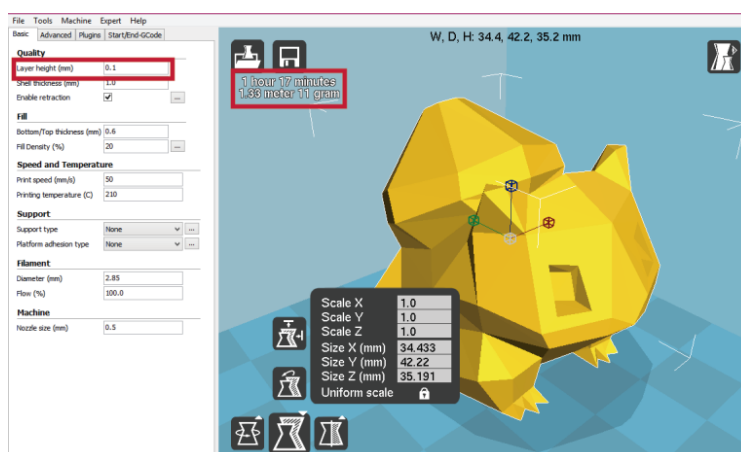 File Tools Machine Expert Help
Basic Advanced Plugins Start/End-GCode
Quality
Layer height (mm) 0.1
Shell thickness (mm) 1.0
Enable retraction ...
Fill
Bottom/Top thickness (mm) 0.6
Fill Density (%) 20 ...
Speed and Temperature
Print speed (mm/s) 50
Printing temperature (C) 210
Support
Support type None ...
Platform adhesion type None ...
Filament
Diameter (mm) 2.85
Flow (%) 100.0
Machine
Nozzle size (mm) 0.5
W, D, H: 34.4, 42.2, 35.2 mm
1 hour 17 minutes
1.33 meter 11 gram
Scale X 1.0
Scale Y 1.0
Scale Z 1.0
Size X (mm) 34.433
Size Y (mm) 42.22
Size Z (mm) 35.191
Uniform scale